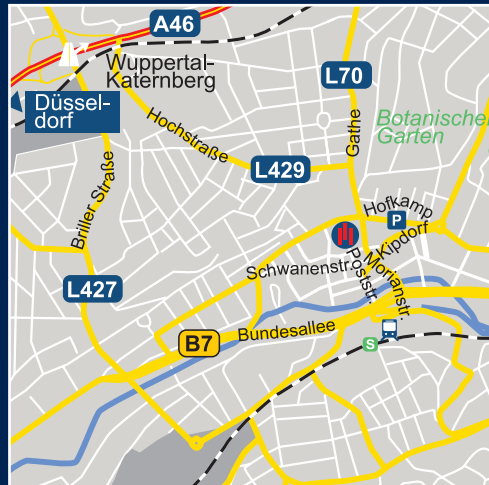 A46
Wuppertal-
Katernberg
L70
Düssel-
dorf
Botanischer
Garten
Hochstraße
Gathe
L429
Briller Straße
Hofkamp
P
Kipdorf
Schwanenstr.
Poststr.
Morianstr.
L427
B7
Bundesallee
S